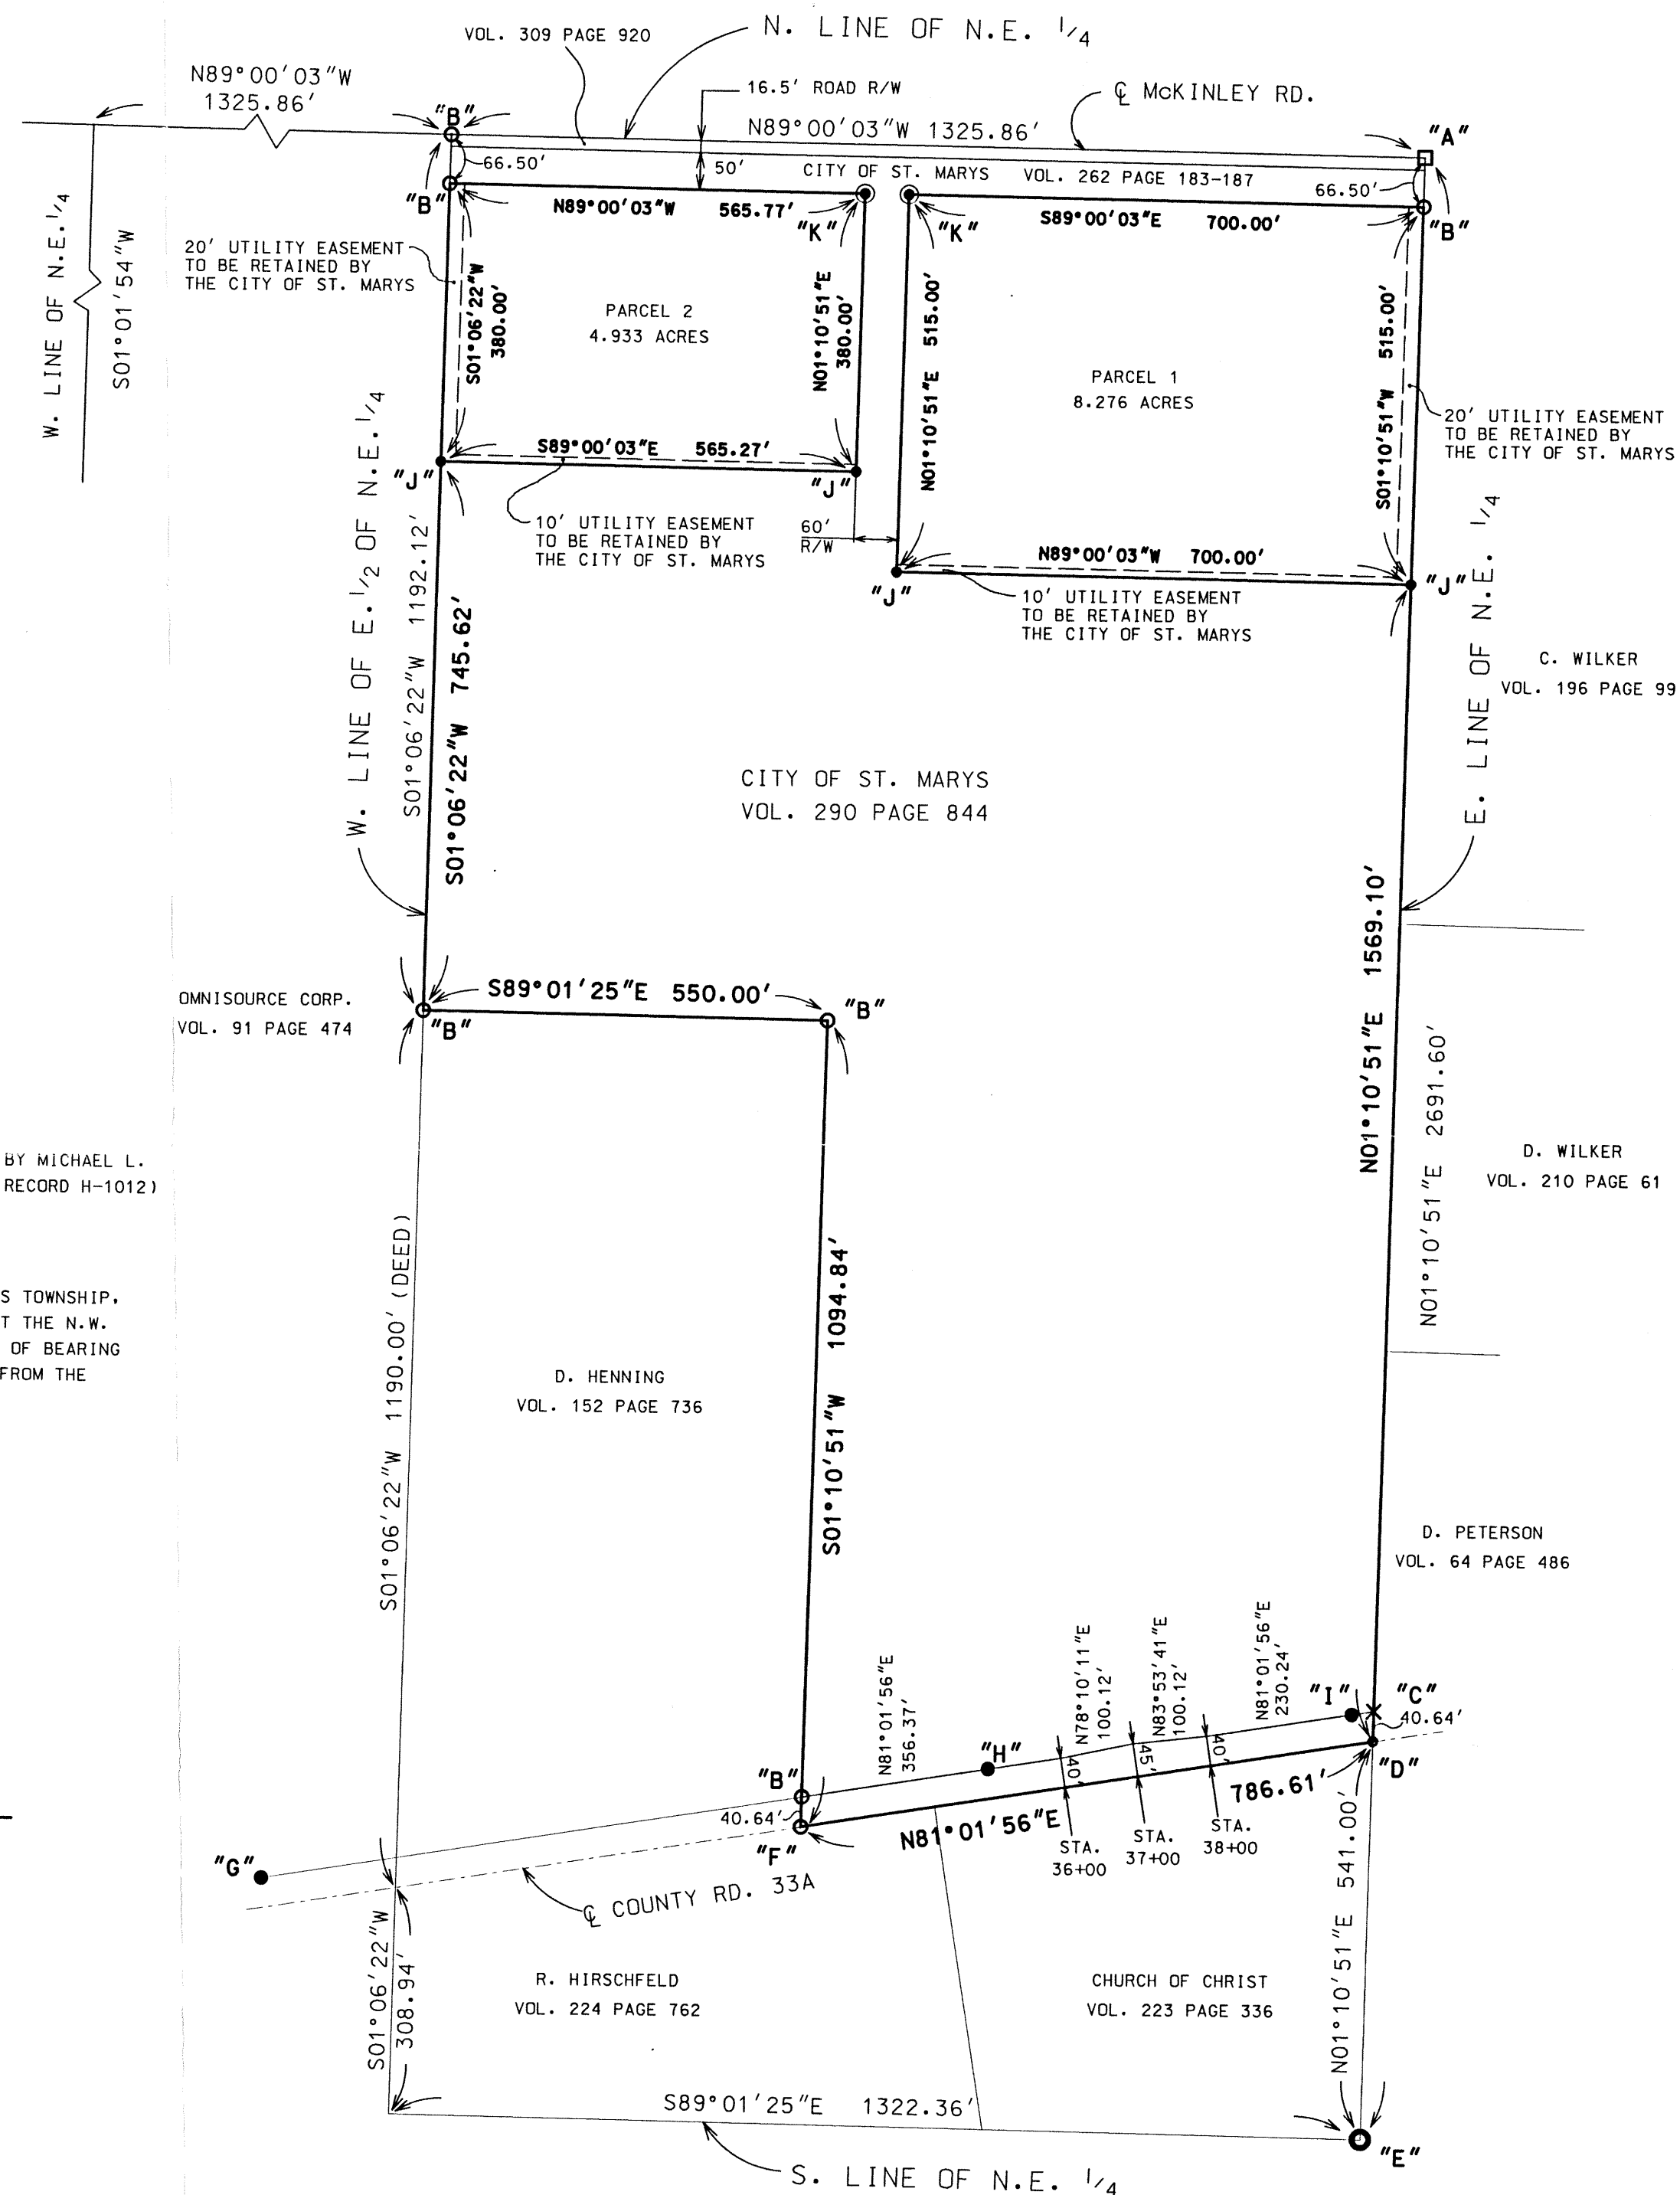 VOL. 309 PAGE 920
N. LINE OF N.E. 1/4
N89°00'03"W
1325.86'
16.5' ROAD R/W
℄ McKINLEY RD.
"B"
N89°00'03"W 1325.86'
"A"
66.50'
50'
CITY OF ST. MARYS VOL. 262 PAGE 183-187
66.50'
"B"
N89°00'03"W 565.77'
"K"
"K"
S89°00'03"E 700.00'
"B"
W. LINE OF N.E. 1/4
S01°01'54"W
20' UTILITY EASEMENT
TO BE RETAINED BY
THE CITY OF ST. MARYS
S01°06'22"W
380.00'
PARCEL 2
4.933 ACRES
N01°10'51"E
380.00'
N01°10'51"E 515.00'
PARCEL 1
8.276 ACRES
S01°10'51"W 515.00'
20' UTILITY EASEMENT
TO BE RETAINED BY
THE CITY OF ST. MARYS
S89°00'03"E 565.27'
"J"
"J"
10' UTILITY EASEMENT
TO BE RETAINED BY
THE CITY OF ST. MARYS
60'
R/W
N89°00'03"W 700.00'
"J"
"J"
10' UTILITY EASEMENT
TO BE RETAINED BY
THE CITY OF ST. MARYS
W. LINE OF E. 1/2 OF N.E. 1/4
S01°06'22"W 1192.12'
S01°06'22"W 745.62'
E. LINE OF N.E. 1/4
C. WILKER
VOL. 196 PAGE 99
CITY OF ST. MARYS
VOL. 290 PAGE 844
N01°10'51"E 1569.10'
OMNISOURCE CORP.
VOL. 91 PAGE 474
S89°01'25"E 550.00'
"B"
"B"
N01°10'51"E 2691.60'
D. WILKER
VOL. 210 PAGE 61
BY MICHAEL L.
RECORD H-1012)
S TOWNSHIP,
T THE N.W.
OF BEARING
FROM THE
S01°06'22"W 1190.00' (DEED)
S01°10'51"W 1094.84'
D. HENNING
VOL. 152 PAGE 736
D. PETERSON
VOL. 64 PAGE 486
N81°01'56"E
356.37'
N78°10'11"E
100.12'
N83°53'41"E
100.12'
N81°01'56"E
230.24'
"I"
"C"
40.64'
"H"
40'
45'
40'
"D"
"B"
40.64'
786.61'
N81°01'56"E
"F"
STA.
36+00
STA.
37+00
STA.
38+00
"G"
℄ COUNTY RD. 33A
S01°06'22"W
308.94'
R. HIRSCHFELD
VOL. 224 PAGE 762
CHURCH OF CHRIST
VOL. 223 PAGE 336
N01°10'51"E 541.00'
S89°01'25"E 1322.36'
"E"
S. LINE OF N.E. 1/4